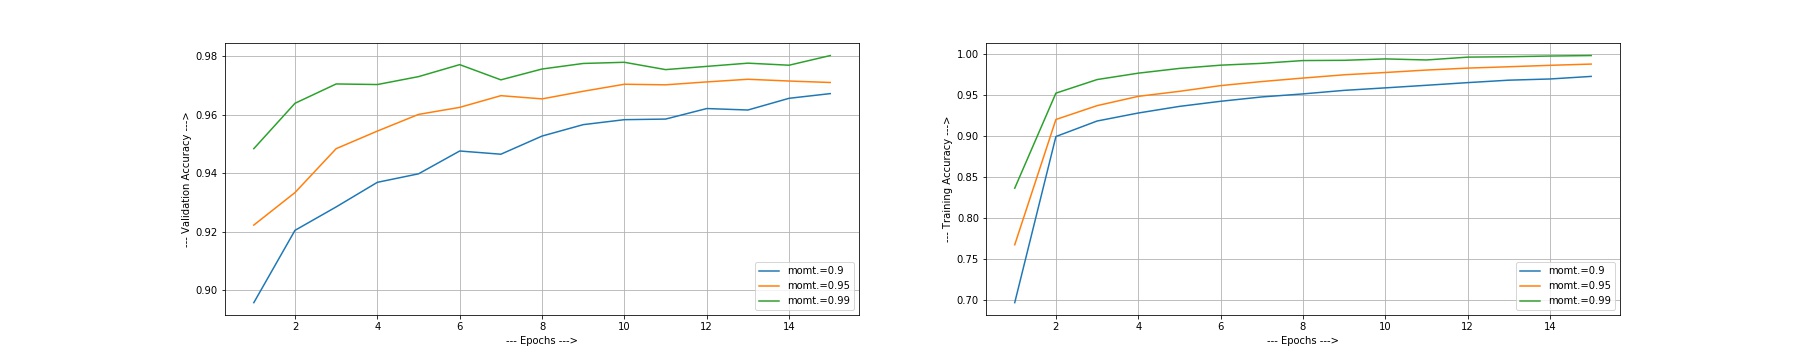 0.98
0.96
0.94
0.92
0.90
--- Validation Accuracy --->
momt.=0.9
momt.=0.95
momt.=0.99
2 4 6 8 10 12 14
--- Epochs --->
1.00
0.95
0.90
0.85
0.80
0.75
0.70
--- Training Accuracy --->
momt.=0.9
momt.=0.95
momt.=0.99
2 4 6 8 10 12 14
--- Epochs --->